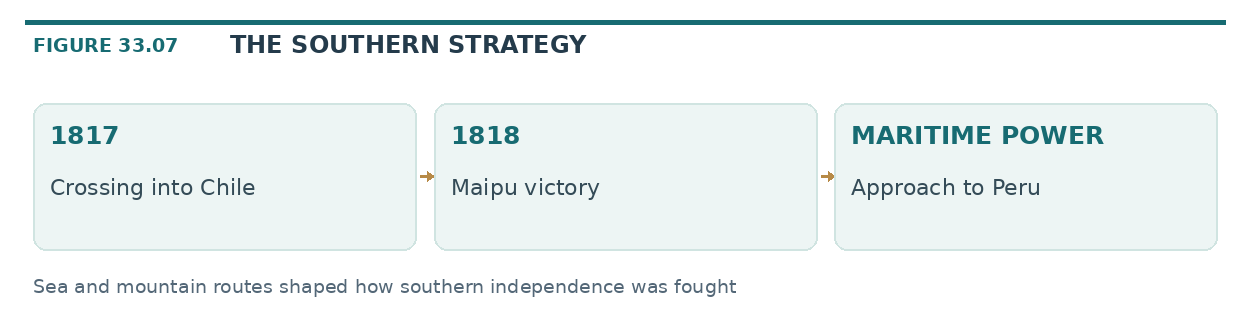 FIGURE 33.07 THE SOUTHERN STRATEGY
1817
Crossing into Chile
1818
Maipu victory
MARITIME POWER
Approach to Peru
Sea and mountain routes shaped how southern independence was fought